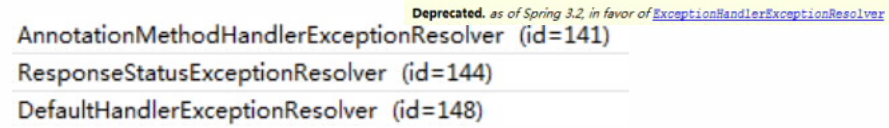 Deprecated. as of Spring 3.2, in favor of ExceptionHandlerExceptionResolver
AnnotationMethodHandlerExceptionResolver (id=141)
ResponseStatusExceptionResolver (id=144)
DefaultHandlerExceptionResolver (id=148)